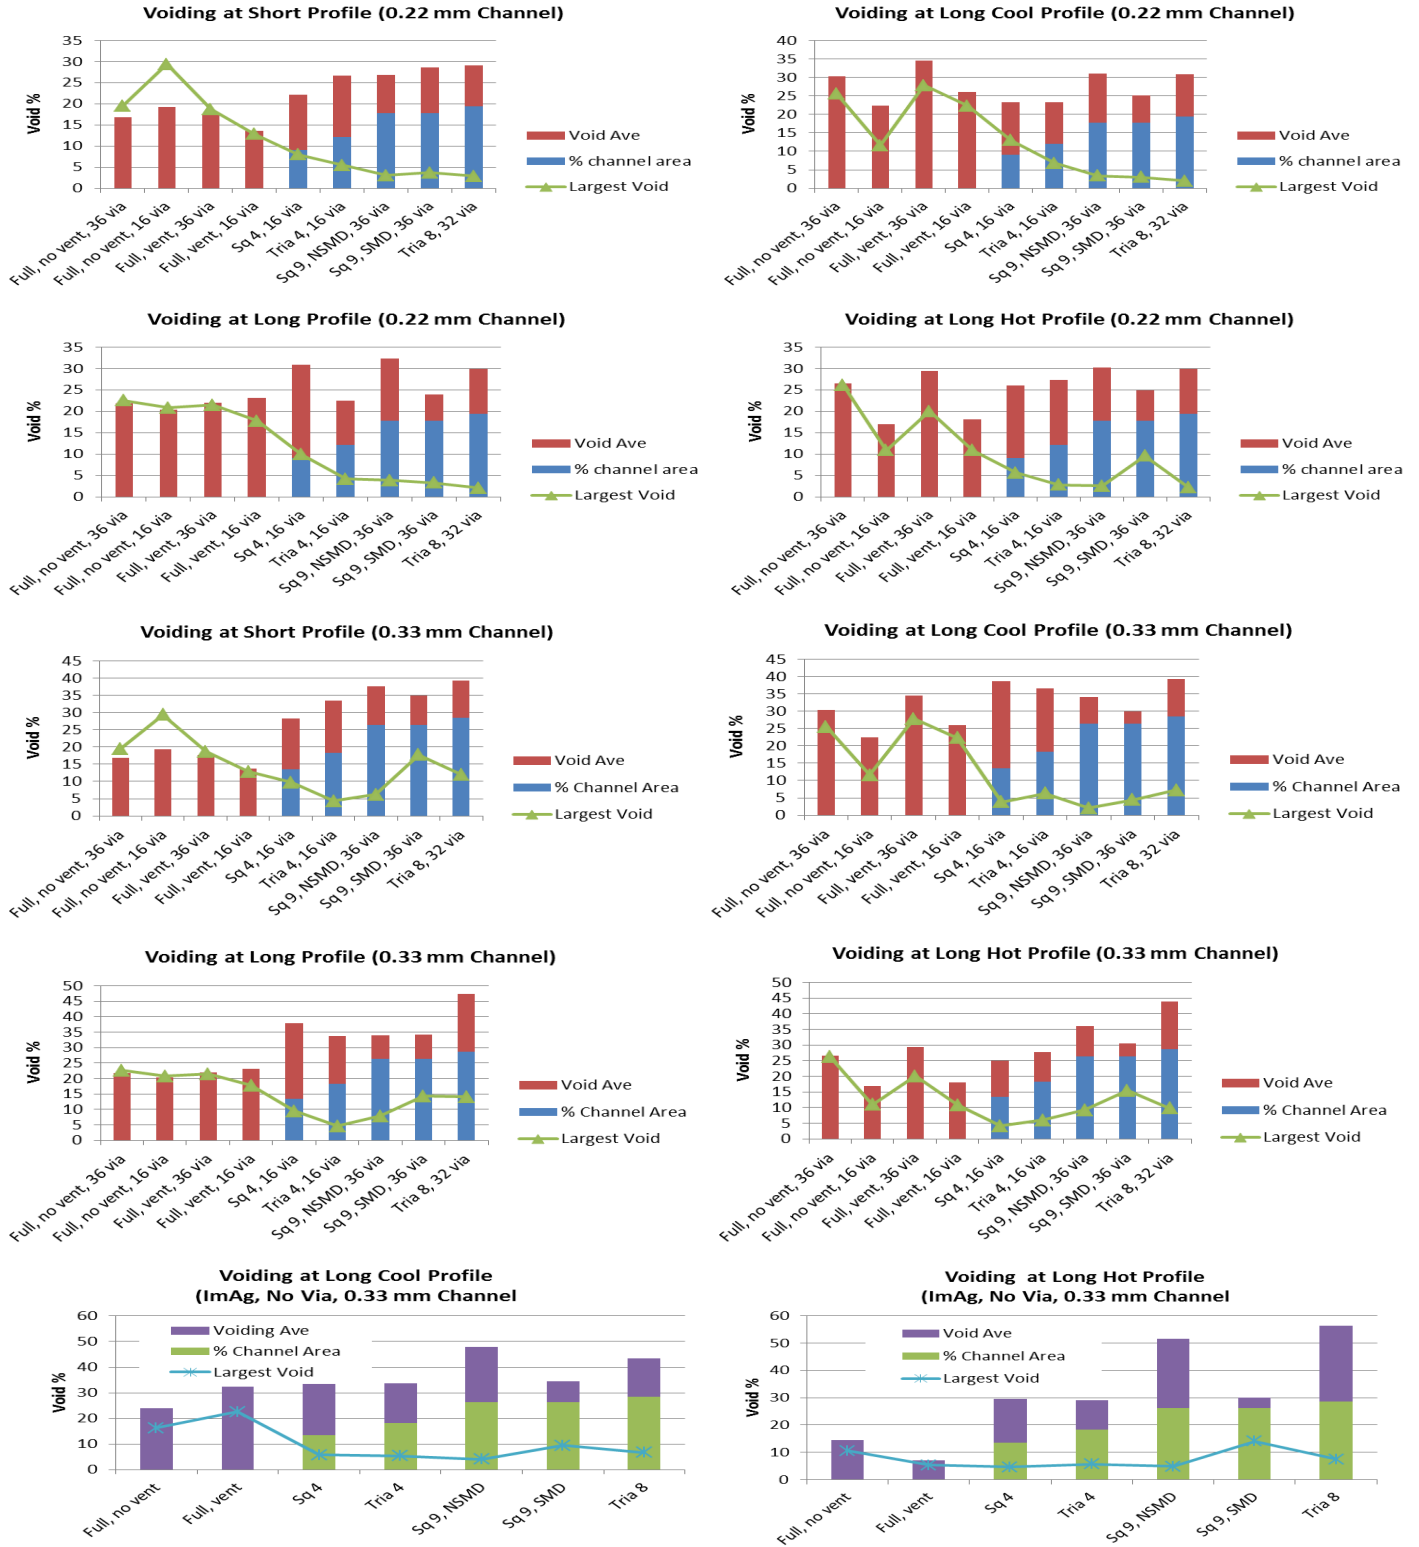 Voiding at Short Profile (0.22 mm Channel)
Void %
35
30
25
20
15
10
5
0
Void Ave
% channel area
Largest Void
Full, no vent, 36 via
Full, no vent, 16 via
Full, vent, 36 via
Full, vent, 16 via
Sq 4, 16 via
Tria 4, 16 via
Sq 9, NSMD, 36 via
Sq 9, SMD, 36 via
Tria 8, 32 via
Voiding at Long Cool Profile (0.22 mm Channel)
Void %
40
35
30
25
20
15
10
5
0
Void Ave
% channel area
Largest Void
Full, no vent, 36 via
Full, no vent, 16 via
Full, vent, 36 via
Full, vent, 16 via
Sq 4, 16 via
Tria 4, 16 via
Sq 9, NSMD, 36 via
Sq 9, SMD, 36 via
Tria 8, 32 via
Voiding at Long Profile (0.22 mm Channel)
Void %
35
30
25
20
15
10
5
0
Void Ave
% channel area
Largest Void
Full, no vent, 36 via
Full, no vent, 16 via
Full, vent, 36 via
Full, vent, 16 via
Sq 4, 16 via
Tria 4, 16 via
Sq 9, NSMD, 36 via
Sq 9, SMD, 36 via
Tria 8, 32 via
Voiding at Long Hot Profile (0.22 mm Channel)
Void %
35
30
25
20
15
10
5
0
Void Ave
% channel area
Largest Void
Full, no vent, 36 via
Full, no vent, 16 via
Full, vent, 36 via
Full, vent, 16 via
Sq 4, 16 via
Tria 4, 16 via
Sq 9, NSMD, 36 via
Sq 9, SMD, 36 via
Tria 8, 32 via
Voiding at Short Profile (0.33 mm Channel)
Void %
45
40
35
30
25
20
15
10
5
0
Void Ave
% Channel Area
Largest Void
Full, no vent, 36 via
Full, no vent, 16 via
Full, vent, 36 via
Full, vent, 16 via
Sq 4, 16 via
Tria 4, 16 via
Sq 9, NSMD, 36 via
Sq 9, SMD, 36 via
Tria 8, 32 via
Voiding at Long Cool Profile (0.33 mm Channel)
Void %
45
40
35
30
25
20
15
10
5
0
Void Ave
% Channel Area
Largest Void
Full, no vent, 36 via
Full, no vent, 16 via
Full, vent, 36 via
Full, vent, 16 via
Sq 4, 16 via
Tria 4, 16 via
Sq 9, NSMD, 36 via
Sq 9, SMD, 36 via
Tria 8, 32 via
Voiding at Long Profile (0.33 mm Channel)
Void %
50
45
40
35
30
25
20
15
10
5
0
Void Ave
% Channel Area
Largest Void
Full, no vent, 36 via
Full, no vent, 16 via
Full, vent, 36 via
Full, vent, 16 via
Sq 4, 16 via
Tria 4, 16 via
Sq 9, NSMD, 36 via
Sq 9, SMD, 36 via
Tria 8, 32 via
Voiding at Long Hot Profile (0.33 mm Channel)
Void %
50
45
40
35
30
25
20
15
10
5
0
Void Ave
% Channel Area
Largest Void
Full, no vent, 36 via
Full, no vent, 16 via
Full, vent, 36 via
Full, vent, 16 via
Sq 4, 16 via
Tria 4, 16 via
Sq 9, NSMD, 36 via
Sq 9, SMD, 36 via
Tria 8, 32 via
Voiding at Long Cool Profile
(ImAg, No Via, 0.33 mm Channel
Void %
60
50
40
30
20
10
0
Voiding Ave
% Channel Area
Largest Void
Full, no vent
Full, vent
Sq 4
Tria 4
Sq 9, NSMD
Sq 9, SMD
Tria 8
Voiding at Long Hot Profile
(ImAg, No Via, 0.33 mm Channel
Void %
60
50
40
30
20
10
0
Void Ave
% Channel Area
Largest Void
Full, no vent
Full, vent
Sq 4
Tria 4
Sq 9, NSMD
Sq 9, SMD
Tria 8